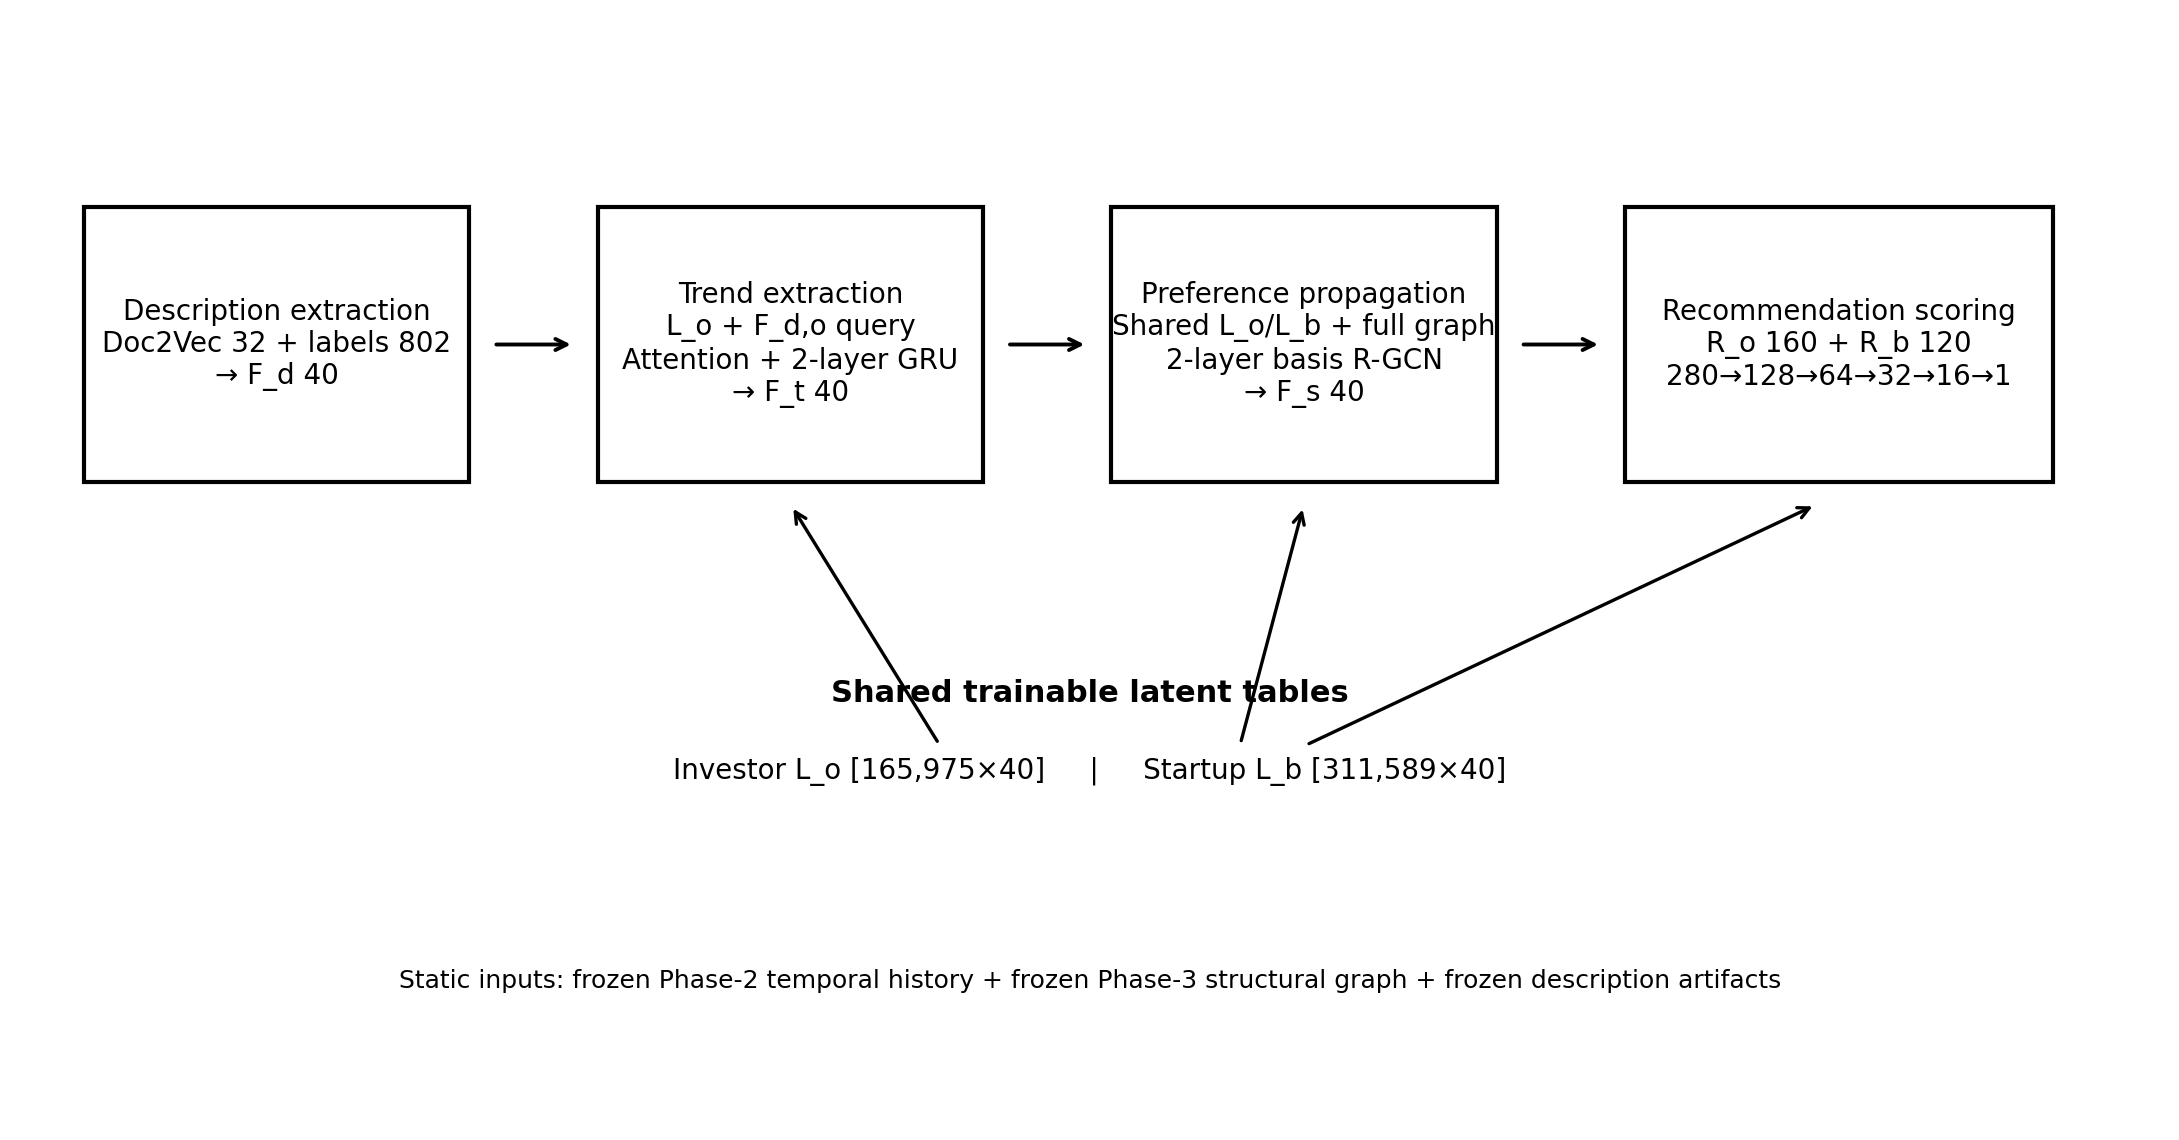 Description extraction
Doc2Vec 32 + labels 802
→ F_d 40
Trend extraction
L_o + F_d,o query
Attention + 2-layer GRU
→ F_t 40
Preference propagation
Shared L_o/L_b + full graph
2-layer basis R-GCN
→ F_s 40
Recommendation scoring
R_o 160 + R_b 120
280→128→64→32→16→1
Shared trainable latent tables
Investor L_o [165,975×40] | Startup L_b [311,589×40]
Static inputs: frozen Phase-2 temporal history + frozen Phase-3 structural graph + frozen description artifacts